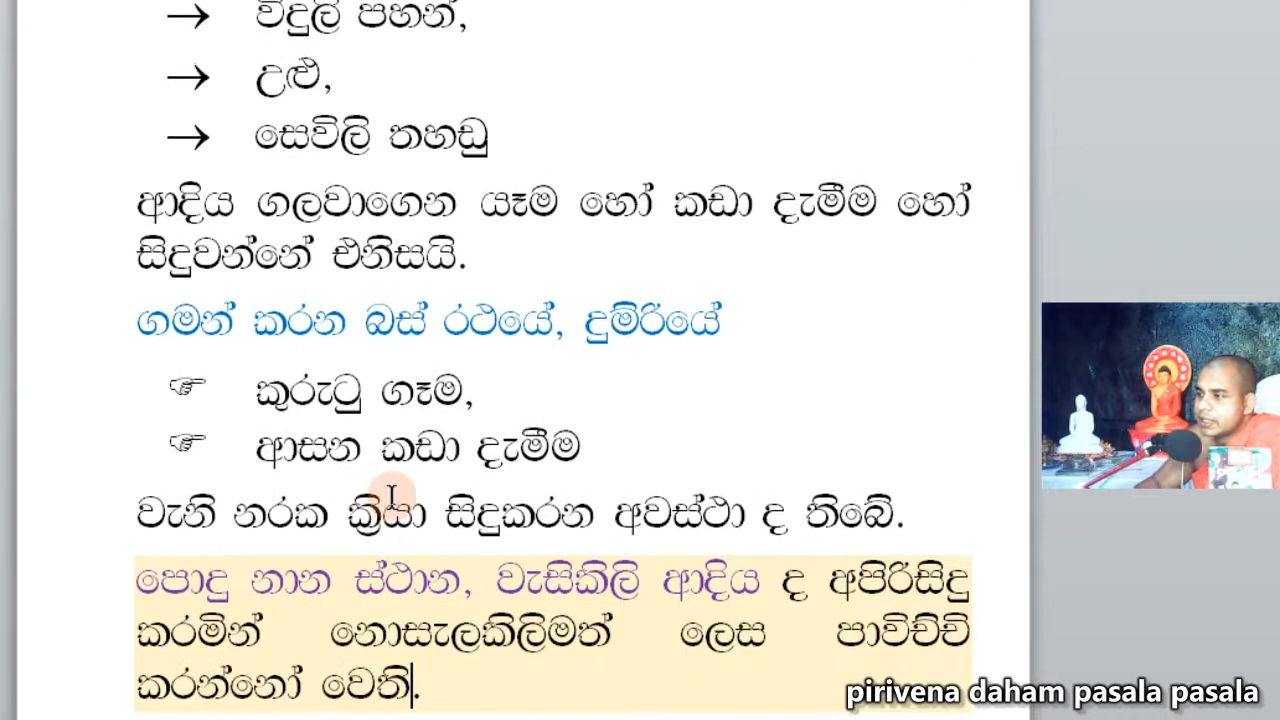 → විදුලි පහන්,
→ උළු,
→ සෙවිලි තහඩු
ආදිය ගලවාගෙන යෑම හෝ කඩා දැමීම හෝ
සිදුවන්නේ එනිසයි.
ගමන් කරන බස් රථයේ, දුම්රියේ
☞ කුරුටු ගෑම,
☞ ආසන කඩා දැමීම
වැනි නරක ක්‍රියා සිදුකරන අවස්ථා ද තිබේ.
පොදු නාන ස්ථාන, වැසිකිලි ආදිය ද අපිරිසිදු
කරමින් නොසැලකිලිමත් ලෙස පාවිච්චි
කරන්නෝ වෙති.
pirivena daham pasala pasala